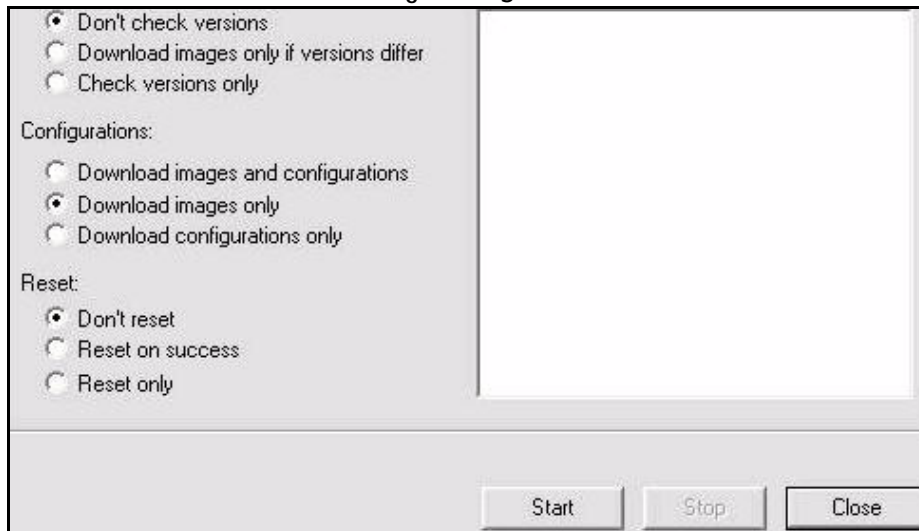 Don't check versions
Download images only if versions differ
Check versions only
Configurations:
Download images and configurations
Download images only
Download configurations only
Reset:
Don't reset
Reset on success
Reset only
Start Stop Close